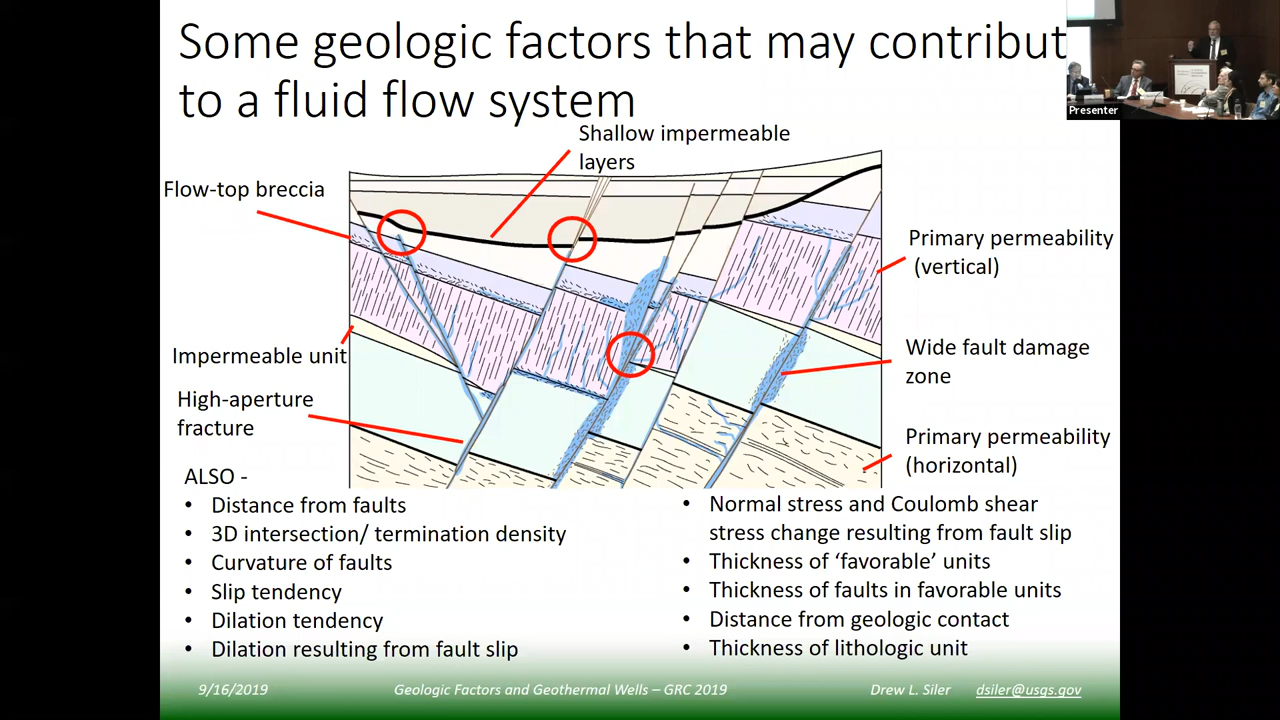 Some geologic factors that may contribut
to a fluid flow system
Presenter
Shallow impermeable
layers
Flow-top breccia
Primary permeability
(vertical)
Impermeable unit
Wide fault damage
zone
High-aperture
fracture
Primary permeability
(horizontal)
ALSO -
• Distance from faults
• 3D intersection/ termination density
• Curvature of faults
• Slip tendency
• Dilation tendency
• Dilation resulting from fault slip
• Normal stress and Coulomb shear
stress change resulting from fault slip
• Thickness of ‘favorable’ units
• Thickness of faults in favorable units
• Distance from geologic contact
• Thickness of lithologic unit
9/16/2019
Geologic Factors and Geothermal Wells – GRC 2019
Drew L. Siler dsiler@usgs.gov